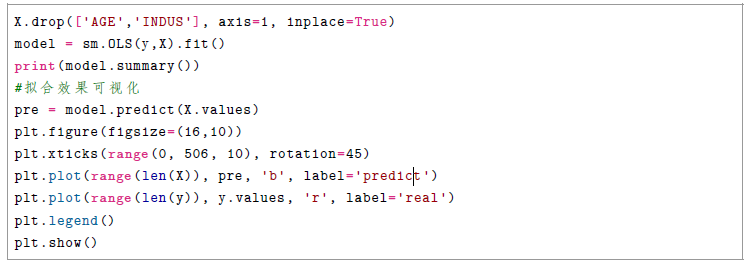 X.drop(['AGE','INDUS'], axis=1, inplace=True)
model = sm.OLS(y,X).fit()
print(model.summary())
#拟合效果可视化
pre = model.predict(X.values)
plt.figure(figsize=(16,10))
plt.xticks(range(0, 506, 10), rotation=45)
plt.plot(range(len(X)), pre, 'b', label='predict')
plt.plot(range(len(y)), y.values, 'r', label='real')
plt.legend()
plt.show()